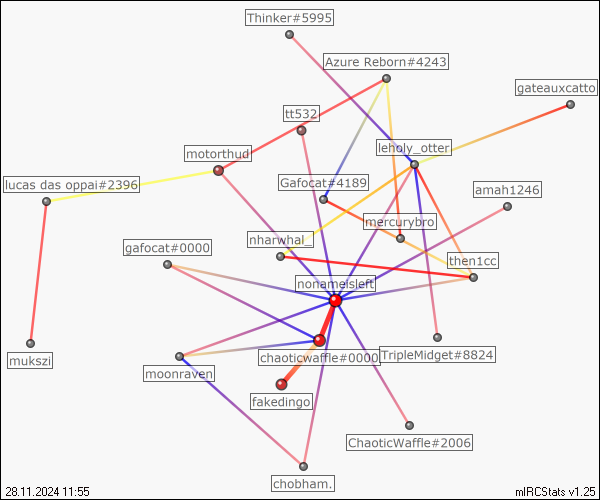 Thinker#5995
Azure Reborn#4243
gateauxcatto
tt532
leholy_otter
motorthud
lucas das oppai#2396
Gafocat#4189
amah1246
mercurybro
nharwhal_
gafocat#0000
then1cc
nonameisleft
chaoticwaffle#0000
TripleMidget#8824
mukszi
moonraven
fakedingo
ChaoticWaffle#2006
chobham.
28.11.2024 11:55
mIRCStats v1.25